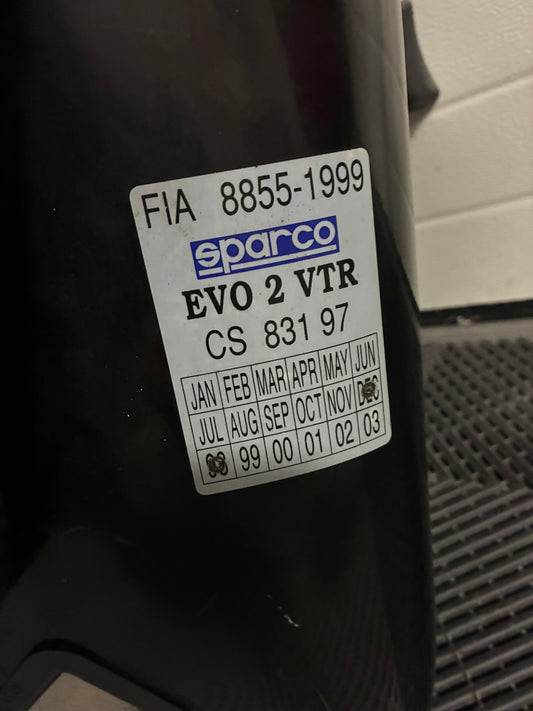 FIA 8855-1999
sparco
EVO 2 VTR
CS 831 97
JAN FEB MAR APR MAY JUN
JUL AUG SEP OCT NOV DEC
99 00 01 02 03